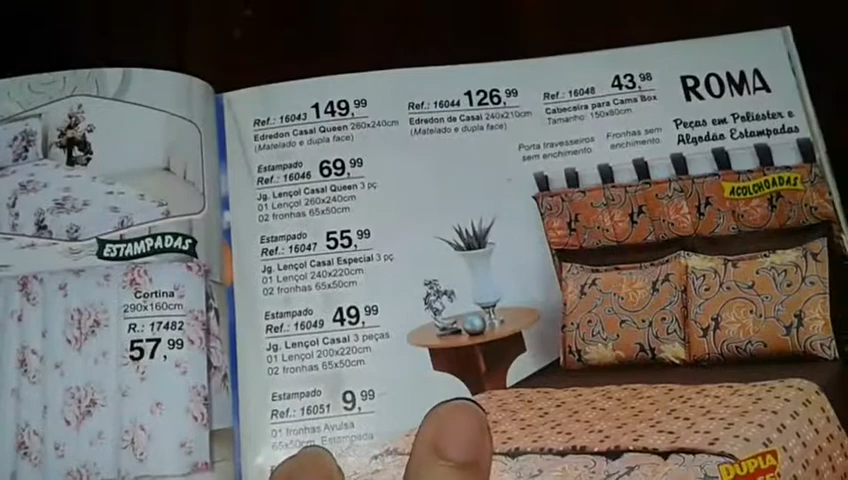 ESTAMPADAS
Cortina
290x160cm
R.: 17482
57,99
Ref.: 16043 149,99
Edredon Casal Queen 260x240cm
(Matelado e dupla face)
Estampado
Ref.: 16046 69,99
Jg. Lençol Casal Queen 3 pçs
01 Lençol 260x240cm
02 fronhas 65x50cm
Estampado
Ref.: 16047 55,99
Jg. Lençol Casal Especial 3 pç
01 Lençol 240x220cm
02 fronhas 65x50cm
Estampado
Ref.: 16049 49,99
Jg. Lençol Casal 3 peças
01 Lençol 200x220cm
02 fronhas 65x50cm
Estampado
Ref.: 16051 9,99
Fronha Avulsa
65x50cm
Estampado
Ref.: 16044 126,99
Edredon de Casal 240x210cm
(Matelado e dupla face)
Ref.: 16048 43,98
Cabeceira para Cama Box
Tamanho: 150x80cm
Porta travesseiros
sem enchimento
Fronhas sem
enchimento
ROMA
Peças em Poliester e
Algodão Estampadas
ACOLCHOADA
DUPLA